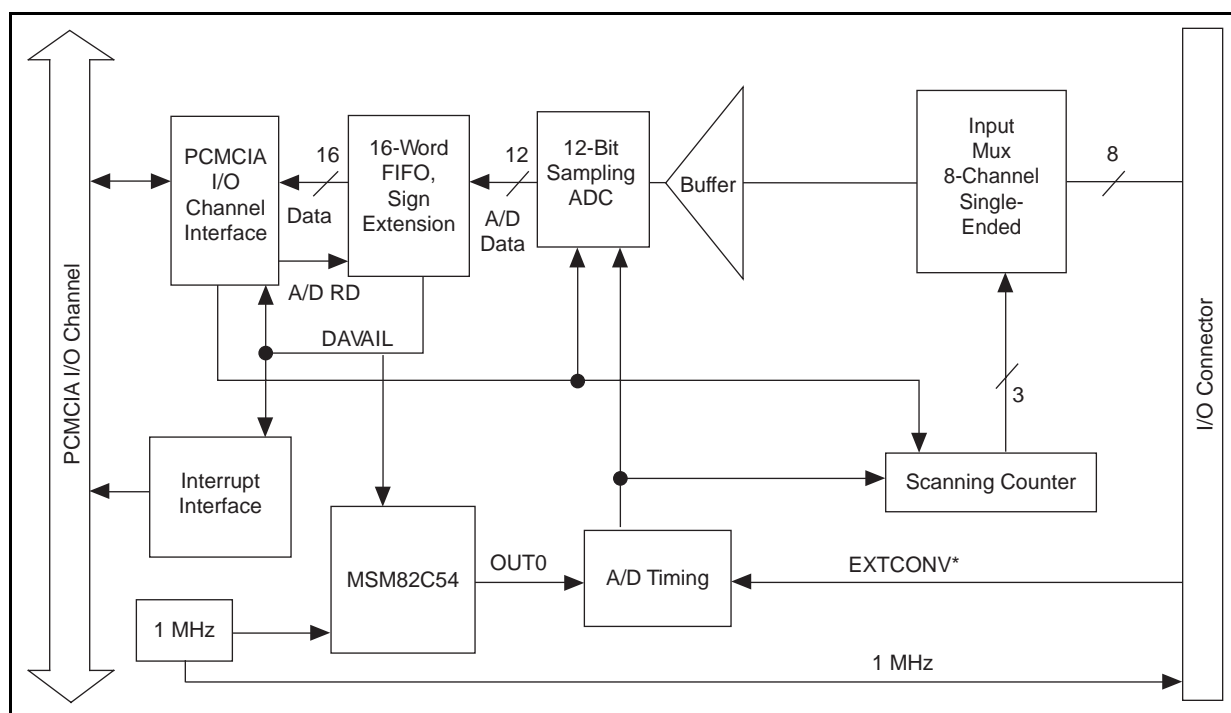 PCMCIA I/O Channel
PCMCIA
I/O
Channel
Interface
16
Data
A/D RD
16-Word
FIFO,
Sign
Extension
12
A/D
Data
12-Bit
Sampling
ADC
Buffer
Input
Mux
8-Channel
Single-
Ended
8
I/O Connector
DAVAIL
3
Interrupt
Interface
Scanning Counter
MSM82C54
OUT0
A/D Timing
EXTCONV*
1 MHz
1 MHz